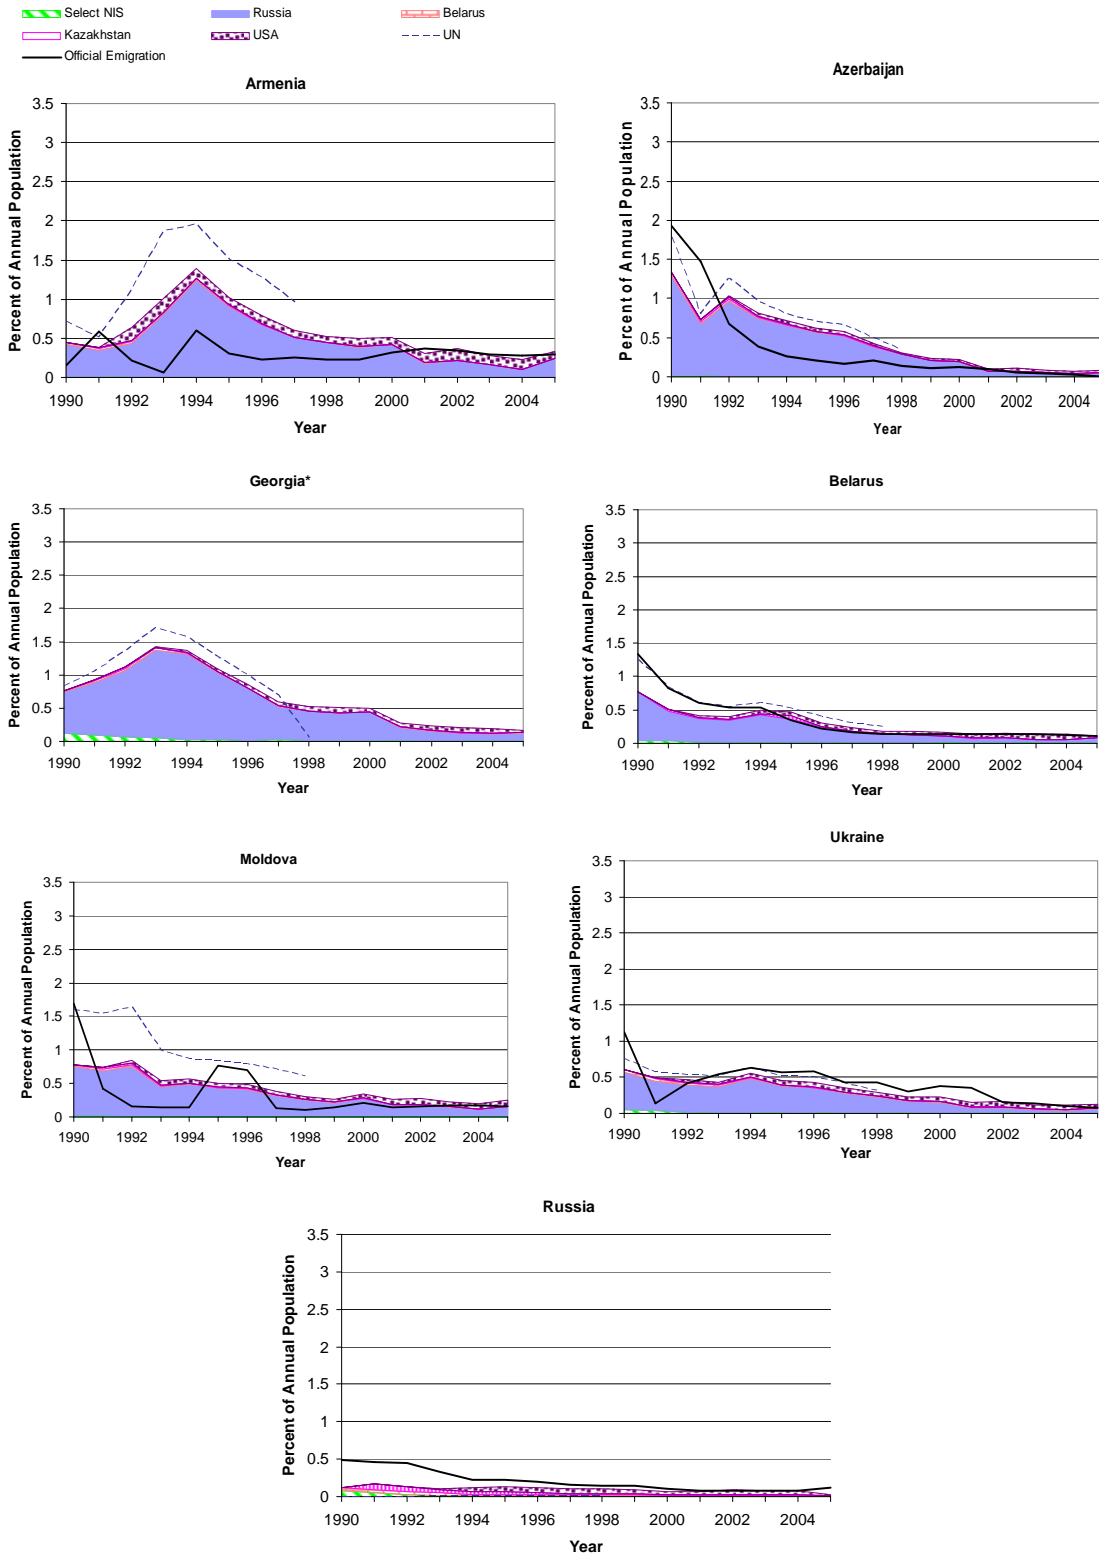 Select NIS Russia Belarus
Kazakhstan USA UN
Official Emigration
Armenia
Percent of Annual Population
3.5
3
2.5
2
1.5
1
0.5
0
1990 1992 1994 1996 1998 2000 2002 2004
Year
Azerbaijan
Percent of Annual Population
3.5
3
2.5
2
1.5
1
0.5
0
1990 1992 1994 1996 1998 2000 2002 2004
Year
Georgia*
Percent of Annual Population
3.5
3
2.5
2
1.5
1
0.5
0
1990 1992 1994 1996 1998 2000 2002 2004
Year
Belarus
Percent of Annual Population
3.5
3
2.5
2
1.5
1
0.5
0
1990 1992 1994 1996 1998 2000 2002 2004
Year
Moldova
Percent of Annual Population
3.5
3
2.5
2
1.5
1
0.5
0
1990 1992 1994 1996 1998 2000 2002 2004
Year
Ukraine
Percent of Annual Population
3.5
3
2.5
2
1.5
1
0.5
0
1990 1992 1994 1996 1998 2000 2002 2004
Year
Russia
Percent of Annual Population
3.5
3
2.5
2
1.5
1
0.5
0
1990 1992 1994 1996 1998 2000 2002 2004
Year